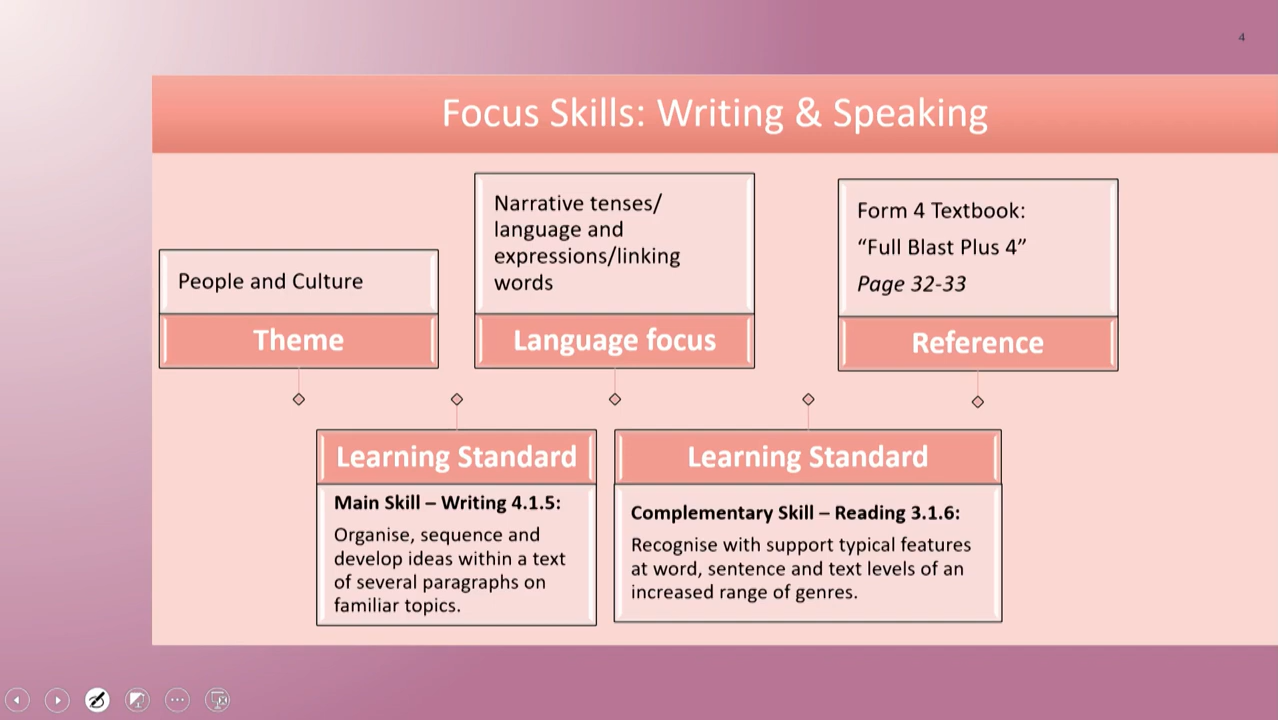 4
Focus Skills: Writing & Speaking
People and Culture
Theme
Narrative tenses/
language and
expressions/linking
words
Language focus
Form 4 Textbook:
“Full Blast Plus 4”
Page 32-33
Reference
Learning Standard
Main Skill – Writing 4.1.5:
Organise, sequence and
develop ideas within a text
of several paragraphs on
familiar topics.
Learning Standard
Complementary Skill – Reading 3.1.6:
Recognise with support typical features
at word, sentence and text levels of an
increased range of genres.